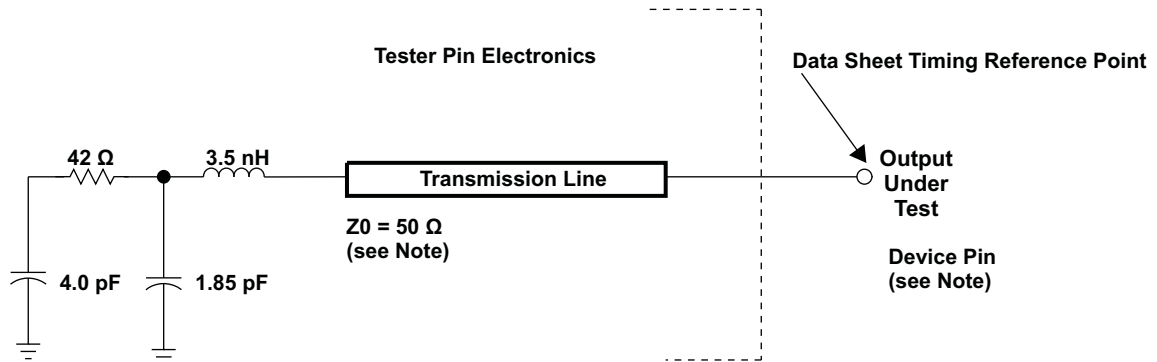 Tester Pin Electronics
Data Sheet Timing Reference Point
42 Ω
3.5 nH
Transmission Line
Output
Under
Test
Z0 = 50 Ω
(see Note)
Device Pin
(see Note)
4.0 pF
1.85 pF